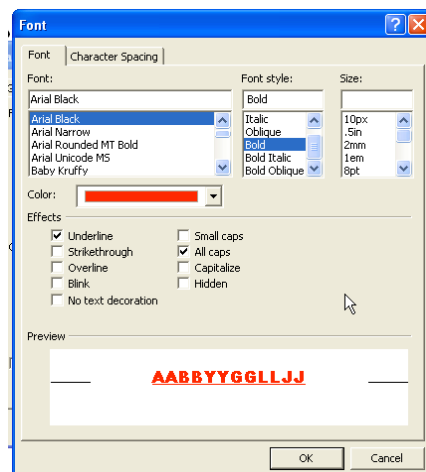 Font
Font Character Spacing
Font: Font style: Size:
Arial Black Bold
Arial Black Italic 10px
Arial Narrow Oblique .5in
Arial Rounded MT Bold Bold 2mm
Arial Unicode MS Bold Italic 1em
Baby Kruffy Bold Oblique 8pt
Color:
Effects
Underline Small caps
Strikethrough All caps
Overline Capitalize
Blink Hidden
No text decoration
Preview
AABBYYGGLLJJ
OK Cancel